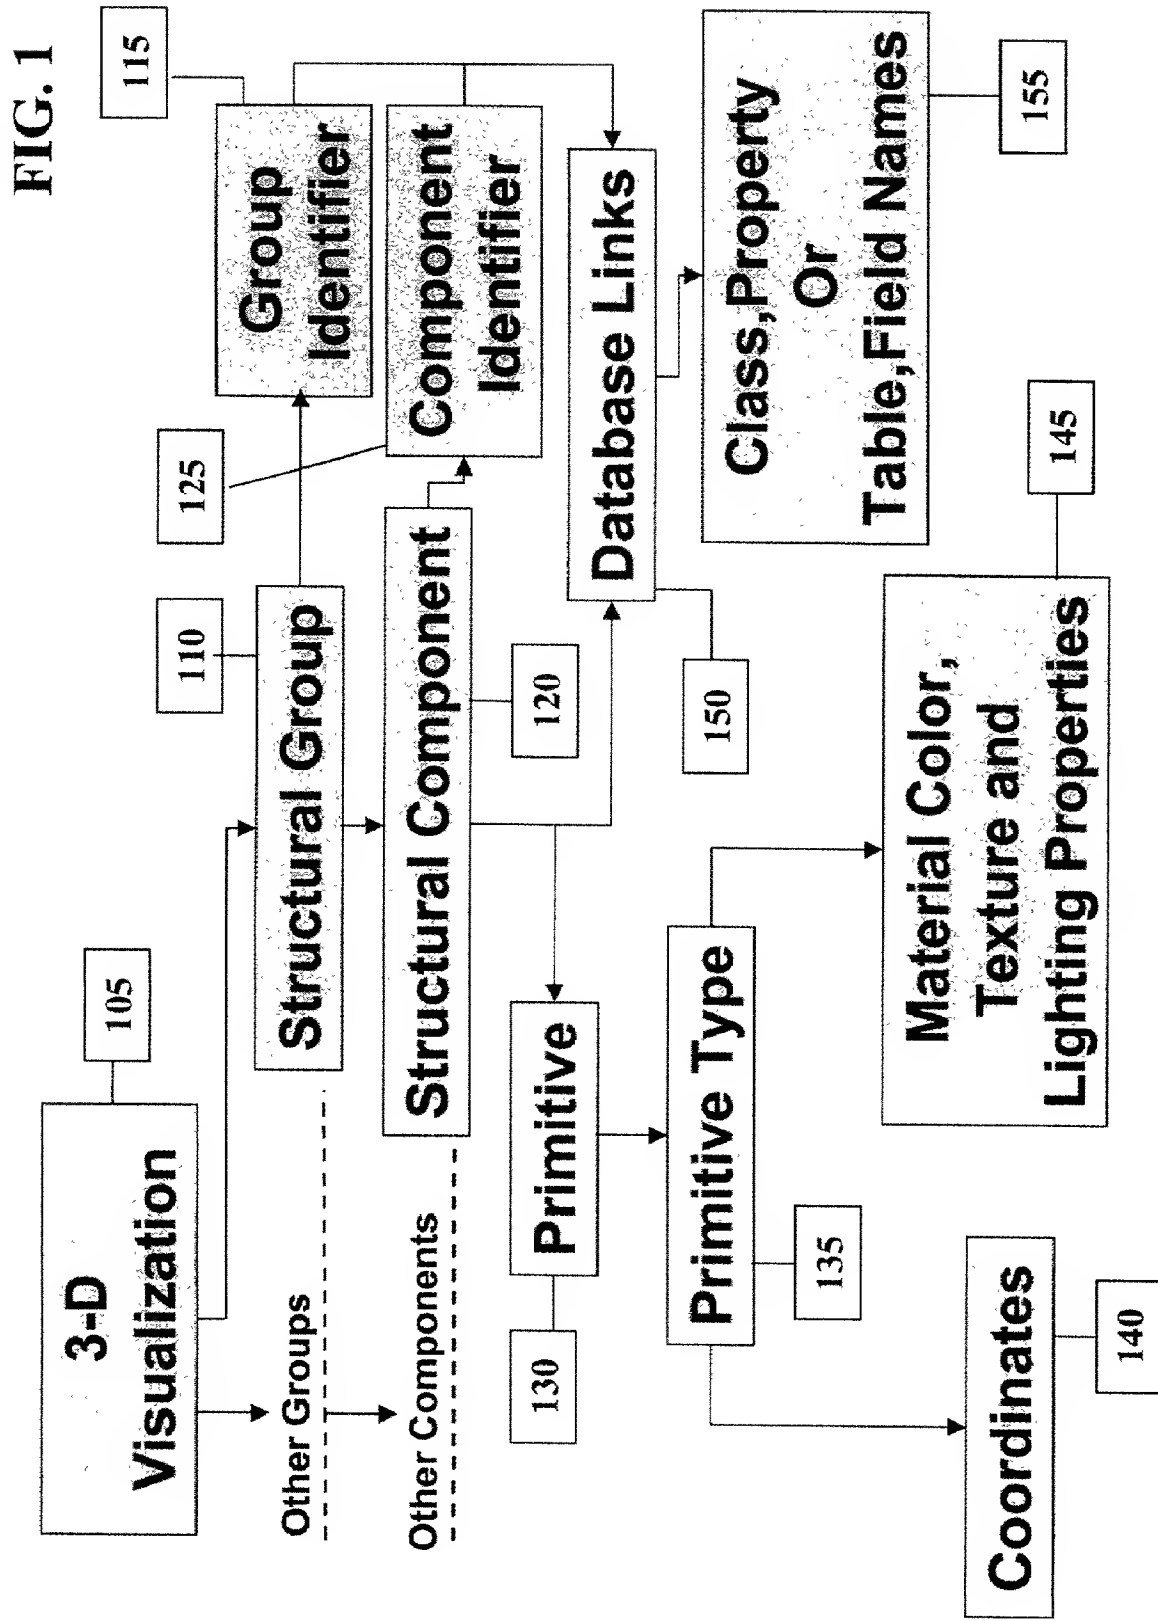 FIG. 1
3-D
Visualization
105
Other Groups
Structural Group
110
Group
Identifier
115
Other Components
Structural Component
120
Component
Identifier
125
Primitive
130
Database Links
150
Primitive Type
135
Class,Property
Or
Table,Field Names
155
Coordinates
140
Material Color,
Texture and
Lighting Properties
145